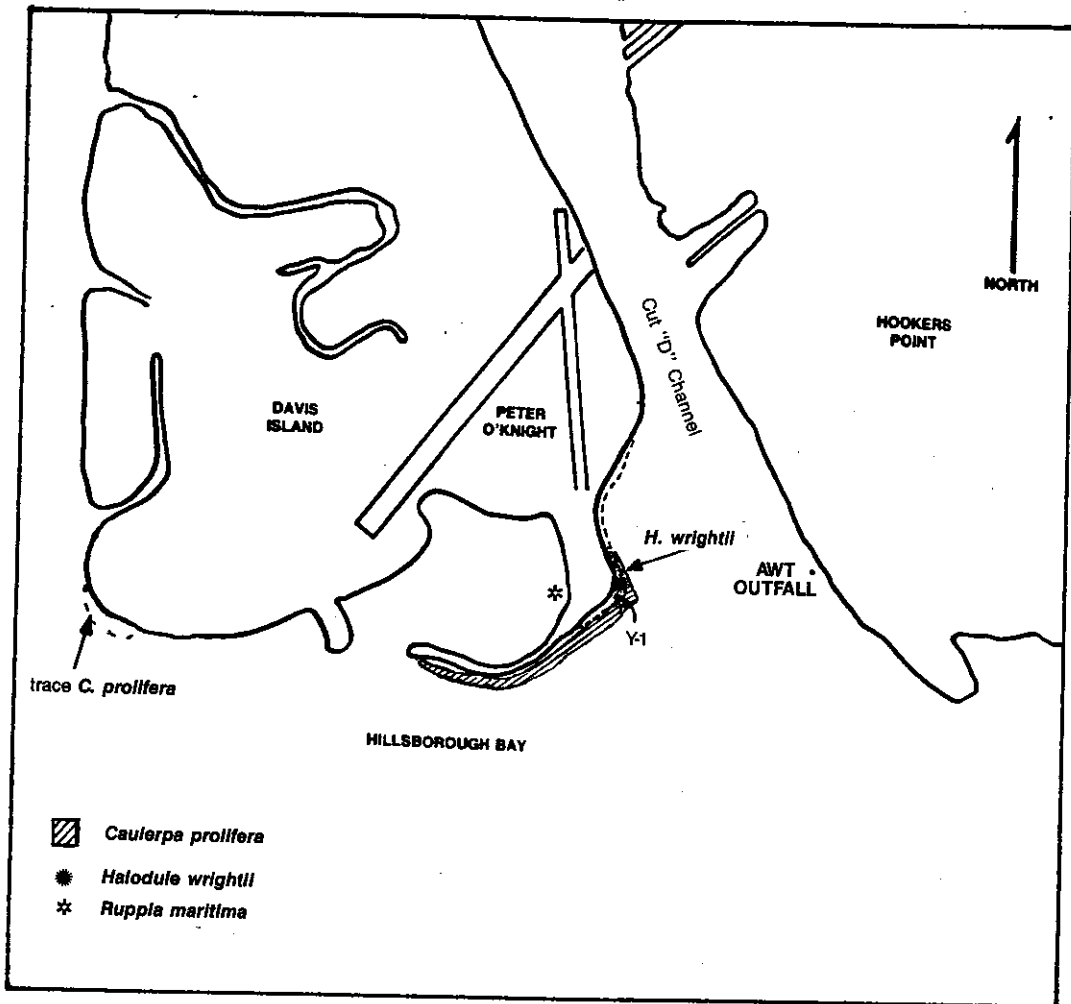 NORTH
HOOKERS
POINT
Cut "D" Channel
DAVIS
ISLAND
PETER
O'KNIGHT
H. wrightii
AWT
OUTFALL
Y-1
trace C. prolifera
HILLSBOROUGH BAY
Caulerpa prolifera
Halodule wrightii
Ruppia maritima